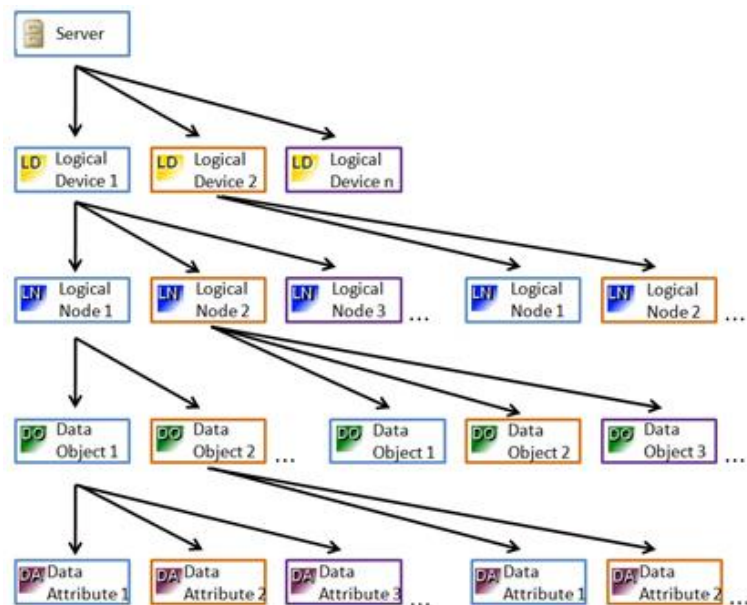 Server
LD Logical
Device 1
LD Logical
Device 2
LD Logical
Device n
LN Logical
Node 1
LN Logical
Node 2
LN Logical
Node 3
...
LN Logical
Node 1
LN Logical
Node 2
...
DO Data
Object 1
DO Data
Object 2
...
DO Data
Object 1
DO Data
Object 2
DO Data
Object 3
...
DA Data
Attribute 1
DA Data
Attribute 2
DA Data
Attribute 3
...
DA Data
Attribute 1
DA Data
Attribute 2
...